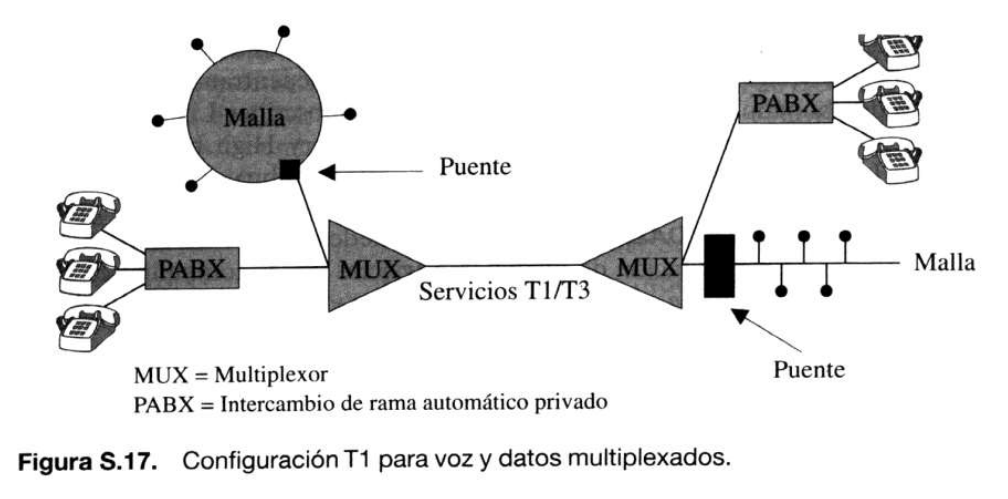 Malla
PABX
Puente
PABX
MUX
Servicios T1/T3
MUX
Malla
Puente
MUX = Multiplexor
PABX = Intercambio de rama automático privado
Figura S.17. Configuración T1 para voz y datos multiplexados.